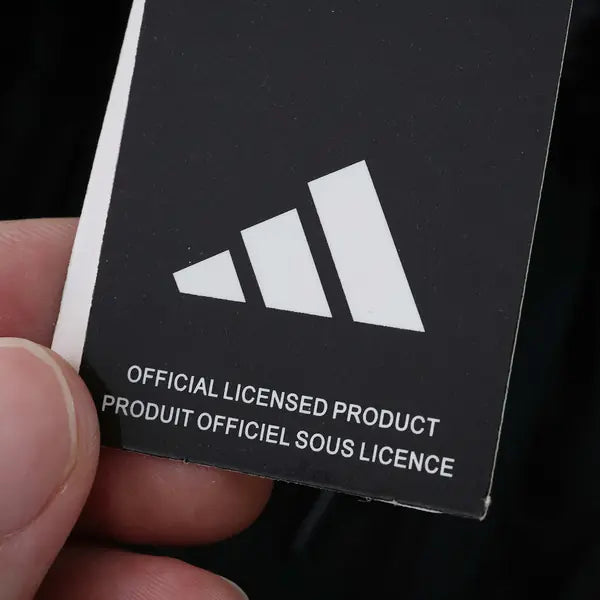 OFFICIAL LICENSED PRODUCT
PRODUIT OFFICIEL SOUS LICENCE